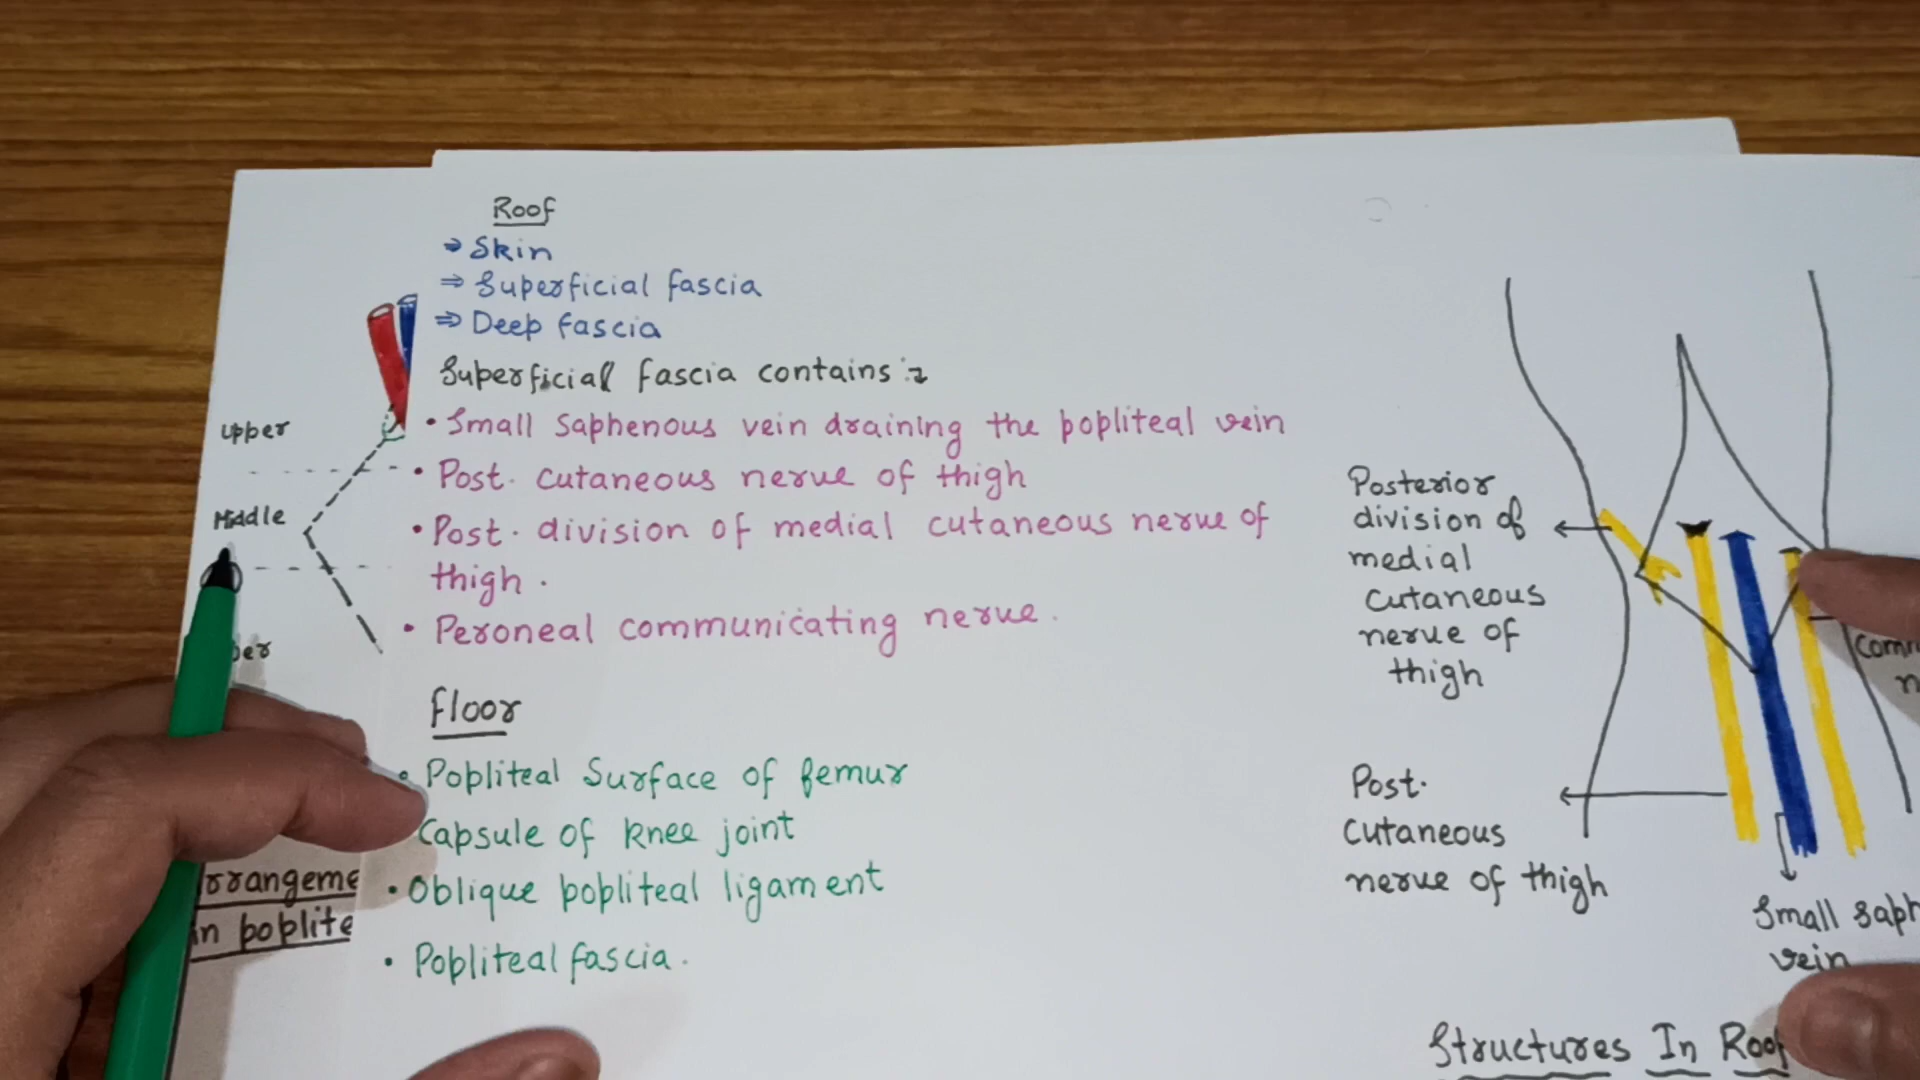 Roof
⇒ Skin
⇒ Superficial fascia
⇒ Deep fascia
Superficial fascia contains :-
• Small Saphenous vein draining the popliteal vein
• Post. cutaneous nerve of thigh
• Post. division of medial cutaneous nerve of
thigh.
• Peroneal communicating nerve.
Floor
• Popliteal Surface of femur
Capsule of knee joint
• Oblique popliteal ligament
• Popliteal fascia.
Upper
Middle
rrangeme
in poplite
Posterior
division of
medial
cutaneous
nerve of
thigh
Post.
cutaneous
nerve of thigh
Small saph
vein
Structures In Roof